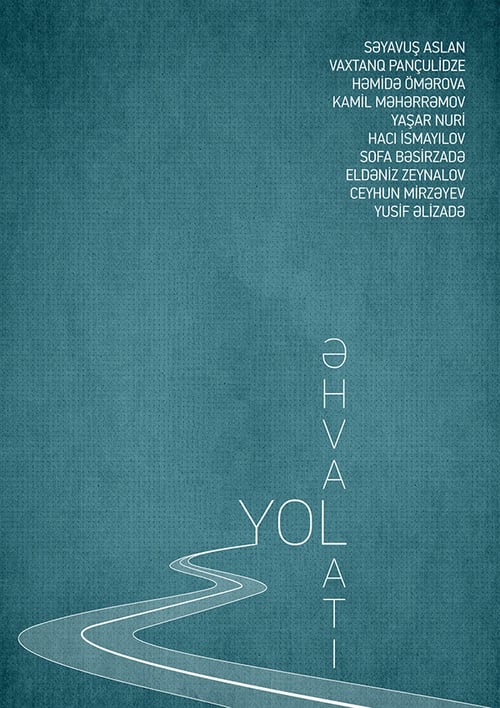 SƏYAVUŞ ASLAN
VAXTANQ PANÇULİDZE
HƏMİDƏ ÖMƏROVA
KAMİL MƏHƏRRƏMOV
YAŞAR NURİ
HACI İSMAYILOV
SOFA BƏSİRZADƏ
ELDƏNİZ ZEYNALOV
CEYHUN MİRZƏYEV
YUSİF ƏLİZADƏ
YOL
ƏHVALATI